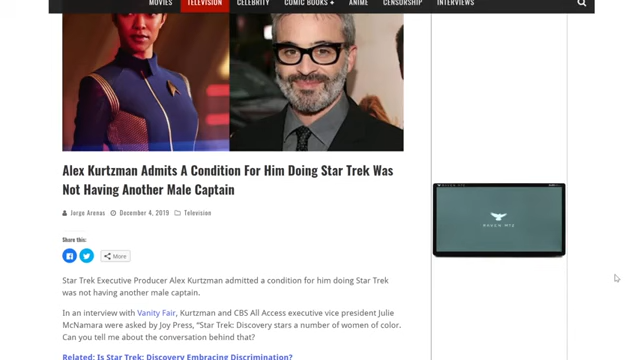 MOVIES TELEVISION CELEBRITY COMIC BOOKS + ANIME CENSORSHIP INTERVIEWS
Alex Kurtzman Admits A Condition For Him Doing Star Trek Was
Not Having Another Male Captain
Jorge Arenas December 4, 2019 Television
Share this:
More
Star Trek Executive Producer Alex Kurtzman admitted a condition for him doing Star Trek
was not having another male captain.
In an interview with Vanity Fair, Kurtzman and CBS All Access executive vice president Julie
McNamara were asked by Joy Press, “Star Trek: Discovery stars a number of women of color.
Can you tell me about the conversation behind that?
Related: Is Star Trek: Discovery Embracing Discrimination?